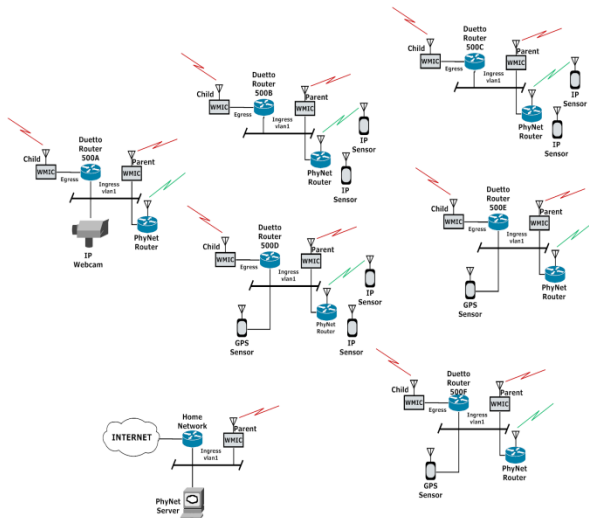 Duetto
Router
500A
Child
Parent
WMIC
WMIC
Egress
Ingress
vlan1
IP
Webcam
PhyNet
Router
Duetto
Router
500B
Child
Parent
WMIC
WMIC
Egress
Ingress
vlan1
IP
Sensor
PhyNet
Router
IP
Sensor
Duetto
Router
500C
Child
Parent
WMIC
WMIC
Egress
Ingress
vlan1
IP
Sensor
PhyNet
Router
IP
Sensor
Duetto
Router
500D
Child
Parent
WMIC
WMIC
Egress
Ingress
vlan1
IP
Sensor
GPS
Sensor
PhyNet
Router
IP
Sensor
Duetto
Router
500E
Child
Parent
WMIC
WMIC
Egress
Ingress
vlan1
GPS
Sensor
PhyNet
Router
Duetto
Router
500F
Child
Parent
WMIC
WMIC
Egress
Ingress
vlan1
GPS
Sensor
PhyNet
Router
INTERNET
Home
Network
Parent
WMIC
Ingress
vlan1
PhyNet
Server